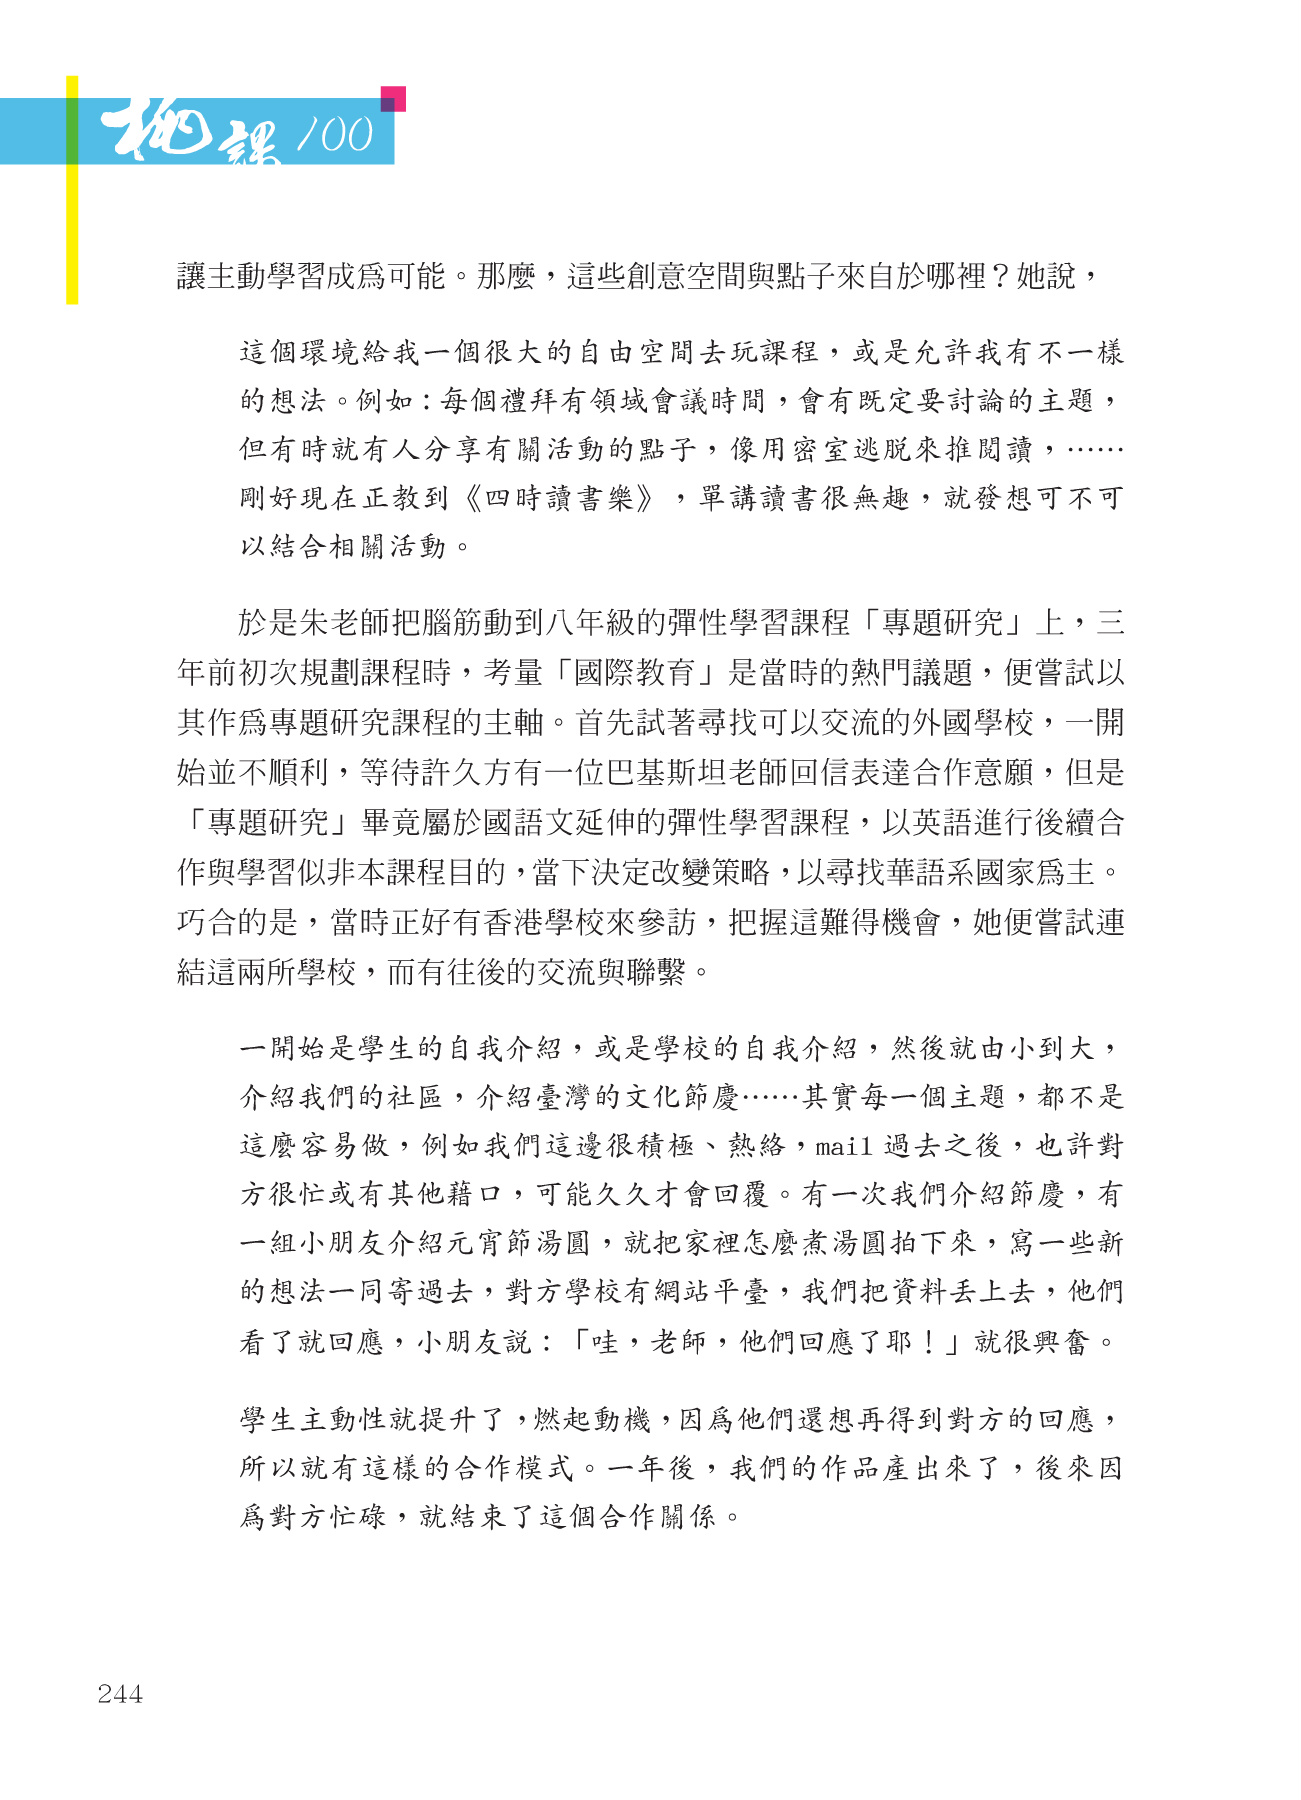 桃課100
讓主動學習成為可能。那麼，這些創意空間與點子來自於哪裡？她說，
這個環境給我一個很大的自由空間去玩課程，或是允許我有不一樣
的想法。例如：每個禮拜有領域會議時間，會有既定要討論的主題，
但有時就有人分享有關活動的點子，像用密室逃脫來推閱讀，⋯⋯
剛好現在正教到《四時讀書樂》，單講讀書很無趣，就發想可不可
以結合相關活動。
於是朱老師把腦筋動到八年級的彈性學習課程「專題研究」上，三
年前初次規劃課程時，考量「國際教育」是當時的熱門議題，便嘗試以
其作為專題研究課程的主軸。首先試著尋找可以交流的外國學校，一開
始並不順利，等待許久方有一位巴基斯坦老師回信表達合作意願，但是
「專題研究」畢竟屬於國語文延伸的彈性學習課程，以英語進行後續合
作與學習似非本課程目的，當下決定改變策略，以尋找華語系國家為主。
巧合的是，當時正好有香港學校來參訪，把握這難得機會，她便嘗試連
結這兩所學校，而有往後的交流與聯繫。
一開始是學生的自我介紹，或是學校的自我介紹，然後就由小到大，
介紹我們的社區，介紹臺灣的文化節慶⋯⋯其實每一個主題，都不是
這麼容易做，例如我們這邊很積極、熱絡，mail 過去之後，也許對
方很忙或有其他藉口，可能久久才會回覆。有一次我們介紹節慶，有
一組小朋友介紹元宵節湯圓，就把家裡怎麼煮湯圓拍下來，寫一些新
的想法一同寄過去，對方學校有網站平臺，我們把資料丟上去，他們
看了就回應，小朋友說：「哇，老師，他們回應了耶！」就很興奮。
學生主動性就提升了，燃起動機，因為他們還想再得到對方的回應，
所以就有這樣的合作模式。一年後，我們的作品產出來了，後來因
為對方忙碌，就結束了這個合作關係。
244